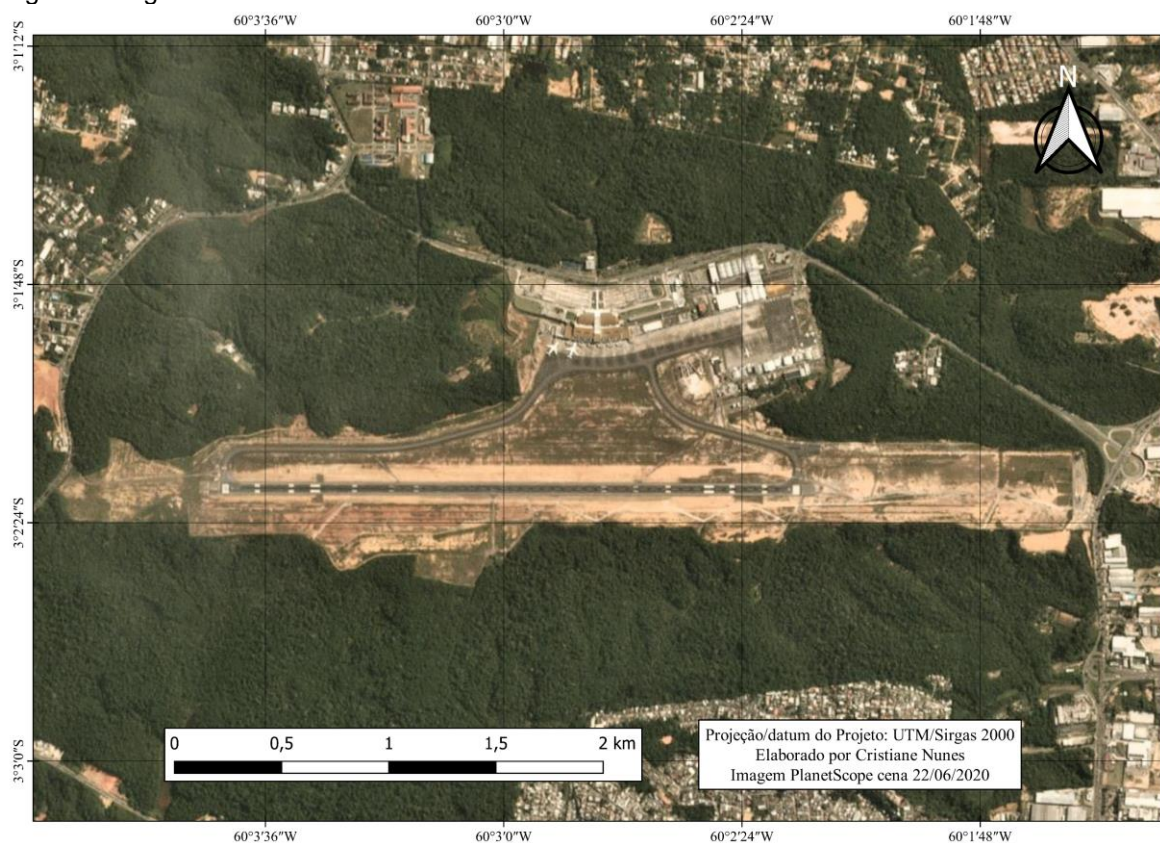 60°3′36″W 60°3′0″W 60°2′24″W 60°1′48″W
3°1′12″S
N
3°1′48″S
3°2′24″S
3°3′0″S
0 0,5 1 1,5 2 km
Projeção/datum do Projeto: UTM/Sirgas 2000
Elaborado por Cristiane Nunes
Imagem PlanetScope cena 22/06/2020
60°3′36″W 60°3′0″W 60°2′24″W 60°1′48″W